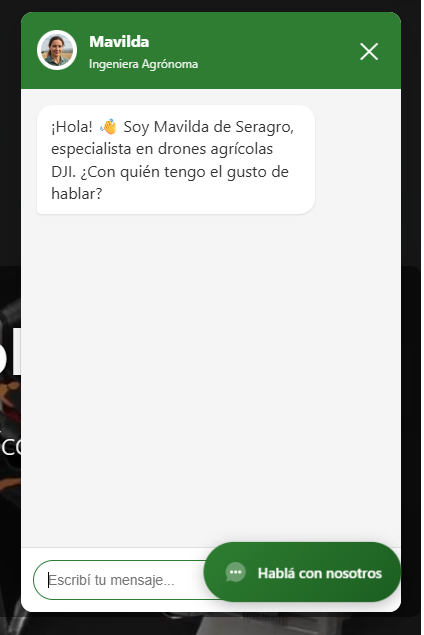 Mavilda
Ingeniera Agrónoma
¡Hola! 👋 Soy Mavilda de Seragro,
especialista en drones agrícolas
DJI. ¿Con quién tengo el gusto de
hablar?
Escribí tu mensaje...
Hablá con nosotros